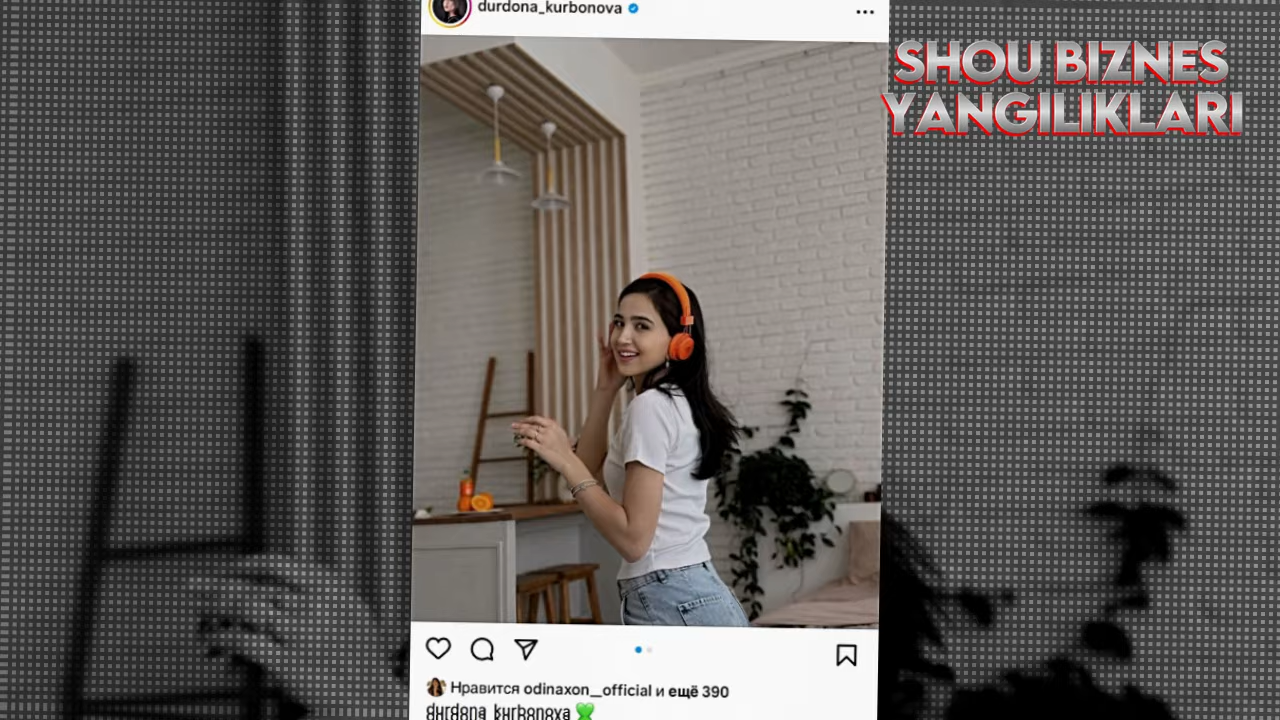 durdona_kurbonova
SHOU BIZNES
YANGILIKLARI
Нравится odinaxon__official и ещё 390
durdona_kurbonova